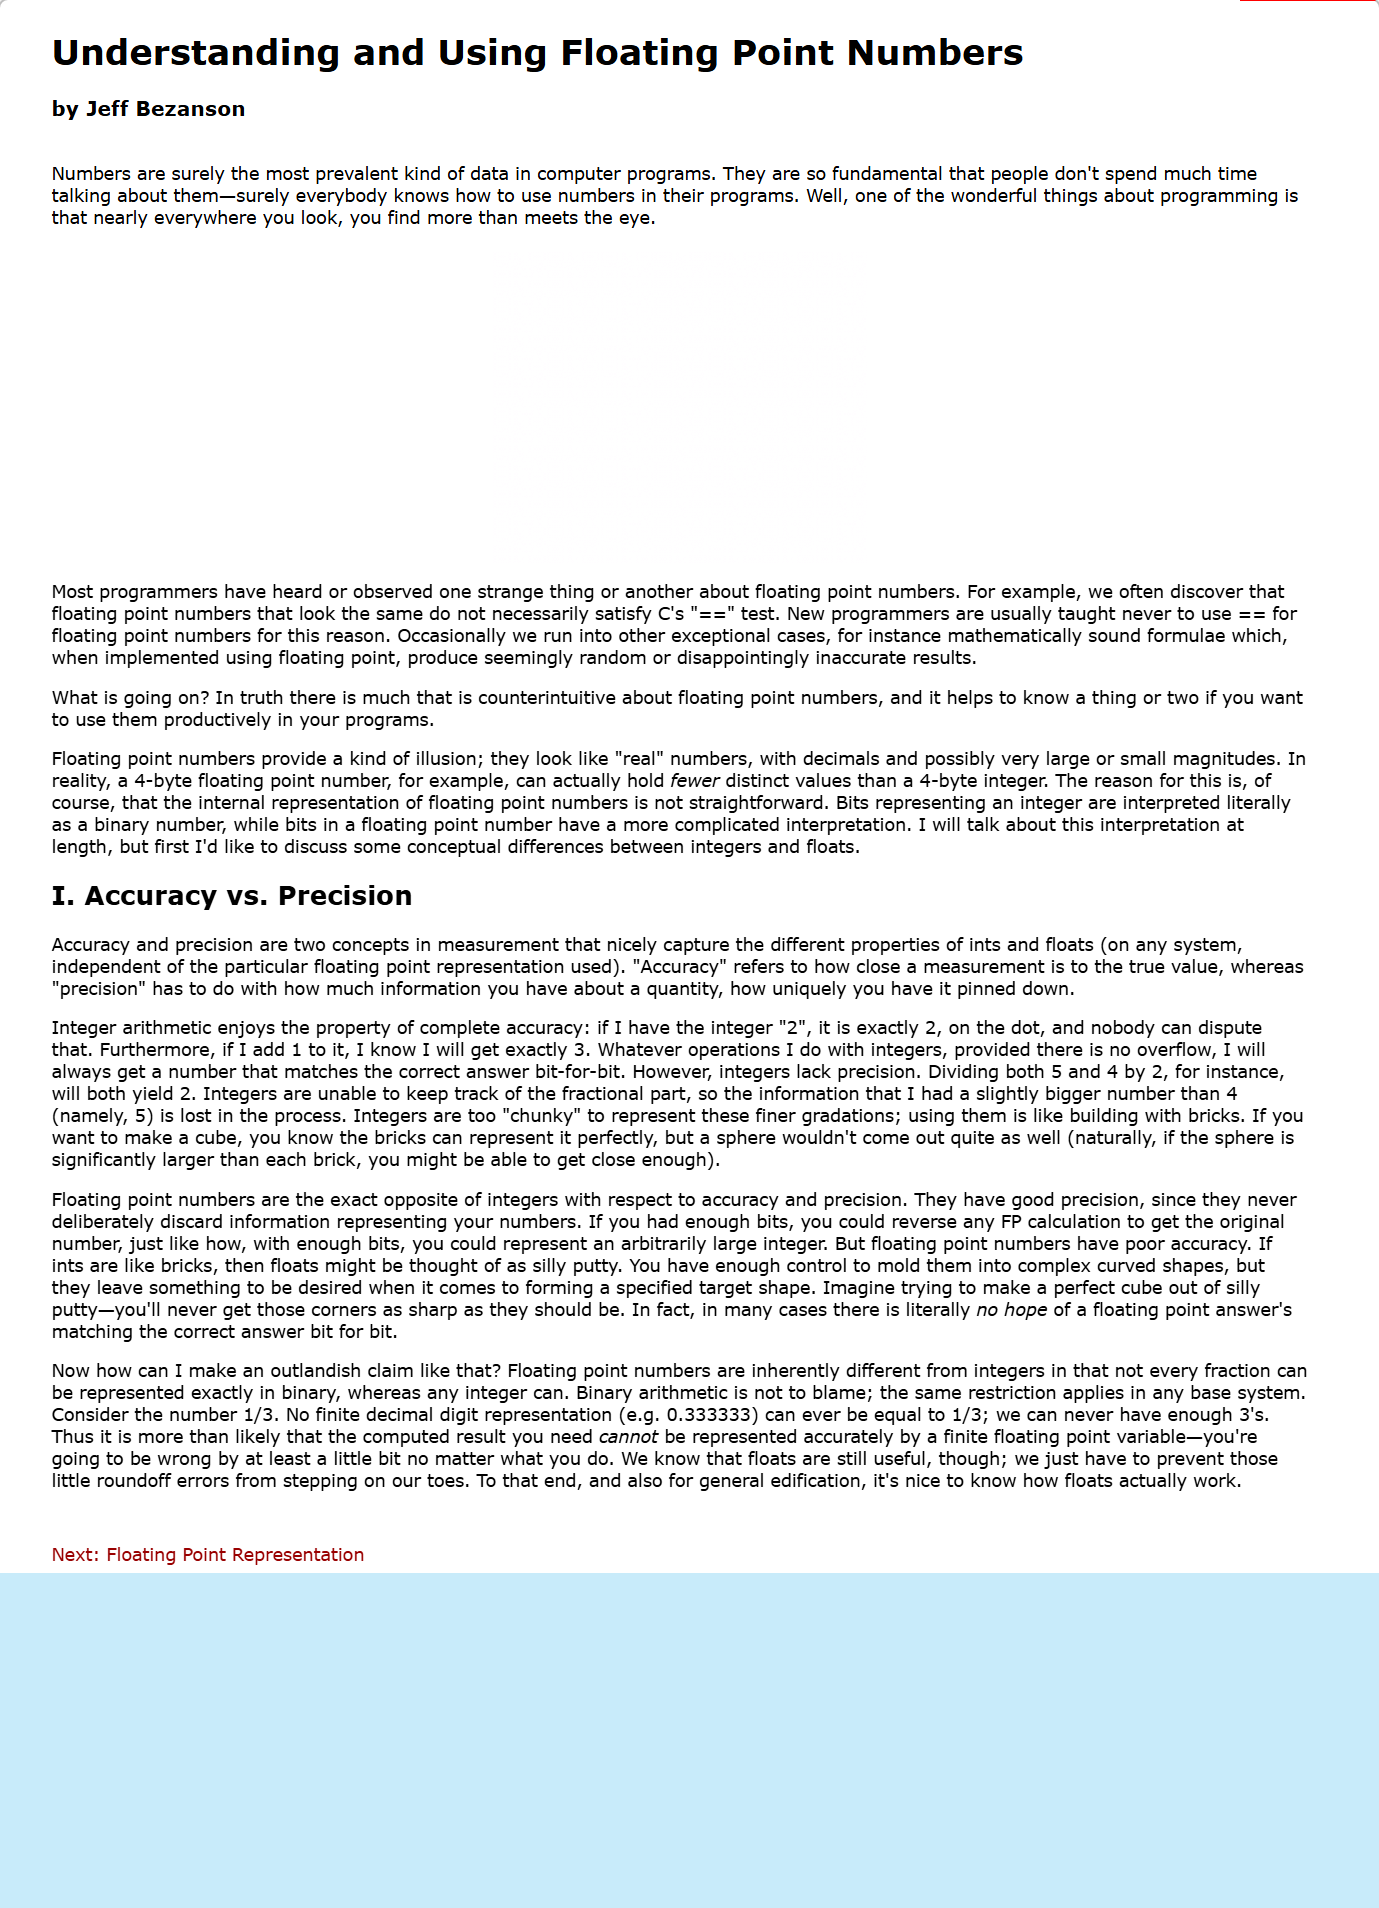 Understanding and Using Floating Point Numbers
by Jeff Bezanson
Numbers are surely the most prevalent kind of data in computer programs. They are so fundamental that people don't spend much time
talking about them—surely everybody knows how to use numbers in their programs. Well, one of the wonderful things about programming is
that nearly everywhere you look, you find more than meets the eye.
Most programmers have heard or observed one strange thing or another about floating point numbers. For example, we often discover that
floating point numbers that look the same do not necessarily satisfy C's "==" test. New programmers are usually taught never to use == for
floating point numbers for this reason. Occasionally we run into other exceptional cases, for instance mathematically sound formulae which,
when implemented using floating point, produce seemingly random or disappointingly inaccurate results.
What is going on? In truth there is much that is counterintuitive about floating point numbers, and it helps to know a thing or two if you want
to use them productively in your programs.
Floating point numbers provide a kind of illusion; they look like "real" numbers, with decimals and possibly very large or small magnitudes. In
reality, a 4-byte floating point number, for example, can actually hold fewer distinct values than a 4-byte integer. The reason for this is, of
course, that the internal representation of floating point numbers is not straightforward. Bits representing an integer are interpreted literally
as a binary number, while bits in a floating point number have a more complicated interpretation. I will talk about this interpretation at
length, but first I'd like to discuss some conceptual differences between integers and floats.
I. Accuracy vs. Precision
Accuracy and precision are two concepts in measurement that nicely capture the different properties of ints and floats (on any system,
independent of the particular floating point representation used). "Accuracy" refers to how close a measurement is to the true value, whereas
"precision" has to do with how much information you have about a quantity, how uniquely you have it pinned down.
Integer arithmetic enjoys the property of complete accuracy: if I have the integer "2", it is exactly 2, on the dot, and nobody can dispute
that. Furthermore, if I add 1 to it, I know I will get exactly 3. Whatever operations I do with integers, provided there is no overflow, I will
always get a number that matches the correct answer bit-for-bit. However, integers lack precision. Dividing both 5 and 4 by 2, for instance,
will both yield 2. Integers are unable to keep track of the fractional part, so the information that I had a slightly bigger number than 4
(namely, 5) is lost in the process. Integers are too "chunky" to represent these finer gradations; using them is like building with bricks. If you
want to make a cube, you know the bricks can represent it perfectly, but a sphere wouldn't come out quite as well (naturally, if the sphere is
significantly larger than each brick, you might be able to get close enough).
Floating point numbers are the exact opposite of integers with respect to accuracy and precision. They have good precision, since they never
deliberately discard information representing your numbers. If you had enough bits, you could reverse any FP calculation to get the original
number, just like how, with enough bits, you could represent an arbitrarily large integer. But floating point numbers have poor accuracy. If
ints are like bricks, then floats might be thought of as silly putty. You have enough control to mold them into complex curved shapes, but
they leave something to be desired when it comes to forming a specified target shape. Imagine trying to make a perfect cube out of silly
putty—you'll never get those corners as sharp as they should be. In fact, in many cases there is literally no hope of a floating point answer's
matching the correct answer bit for bit.
Now how can I make an outlandish claim like that? Floating point numbers are inherently different from integers in that not every fraction can
be represented exactly in binary, whereas any integer can. Binary arithmetic is not to blame; the same restriction applies in any base system.
Consider the number 1/3. No finite decimal digit representation (e.g. 0.333333) can ever be equal to 1/3; we can never have enough 3's.
Thus it is more than likely that the computed result you need cannot be represented accurately by a finite floating point variable—you're
going to be wrong by at least a little bit no matter what you do. We know that floats are still useful, though; we just have to prevent those
little roundoff errors from stepping on our toes. To that end, and also for general edification, it's nice to know how floats actually work.
Next: Floating Point Representation